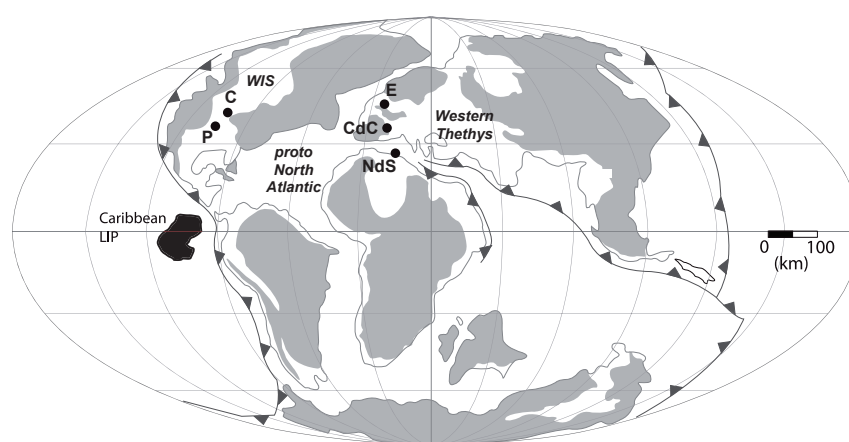 WIS
C
P
E
CdC
NdS
Western
Thethys
proto
North
Atlantic
Caribbean
LIP
0 100
(km)